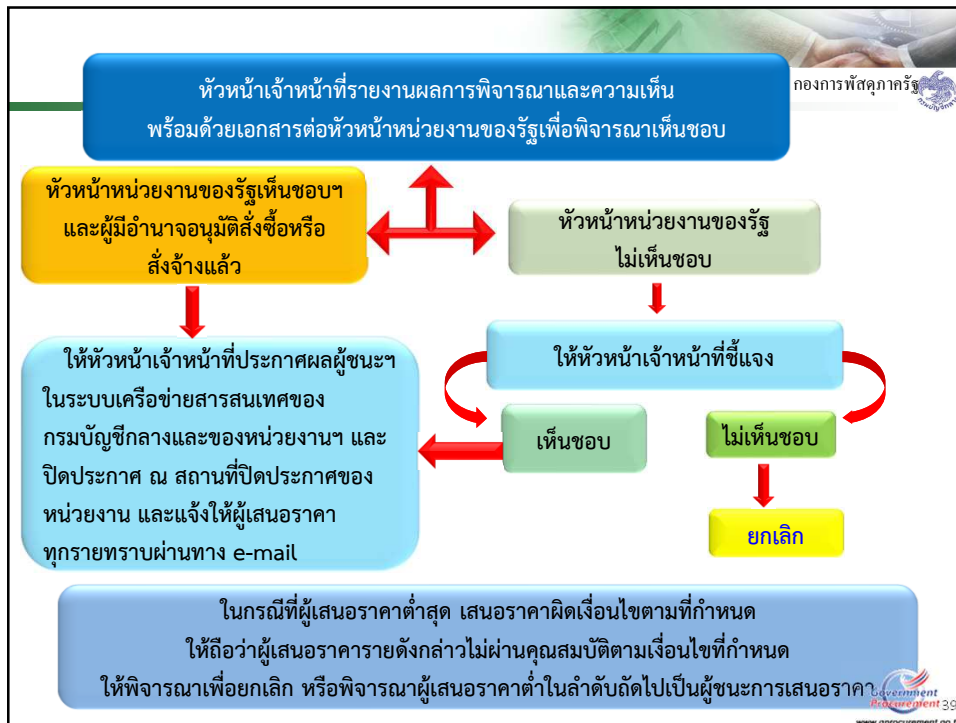 กองการพัสดุภาครัฐ
กรมบัญชีกลาง
หัวหน้าเจ้าหน้าที่รายงานผลการพิจารณาและความเห็น
พร้อมด้วยเอกสารต่อหัวหน้าหน่วยงานของรัฐเพื่อพิจารณาเห็นชอบ
หัวหน้าหน่วยงานของรัฐเห็นชอบฯ
และผู้มีอำนาจอนุมัติสั่งซื้อหรือ
สั่งจ้างแล้ว
หัวหน้าหน่วยงานของรัฐ
ไม่เห็นชอบ
ให้หัวหน้าเจ้าหน้าที่ประกาศผลผู้ชนะฯ
ในระบบเครือข่ายสารสนเทศของ
กรมบัญชีกลางและของหน่วยงานฯ และ
ปิดประกาศ ณ สถานที่ปิดประกาศของ
หน่วยงาน และแจ้งให้ผู้เสนอราคา
ทุกรายทราบผ่านทาง e-mail
ให้หัวหน้าเจ้าหน้าที่ชี้แจง
เห็นชอบ
ไม่เห็นชอบ
ยกเลิก
ในกรณีที่ผู้เสนอราคาต่ำสุด เสนอราคาผิดเงื่อนไขตามที่กำหนด
ให้ถือว่าผู้เสนอราคารายดังกล่าวไม่ผ่านคุณสมบัติตามเงื่อนไขที่กำหนด
ให้พิจารณาเพื่อยกเลิก หรือพิจารณาผู้เสนอราคาต่ำในลำดับถัดไปเป็นผู้ชนะการเสนอราคา
Government
Procurement
39